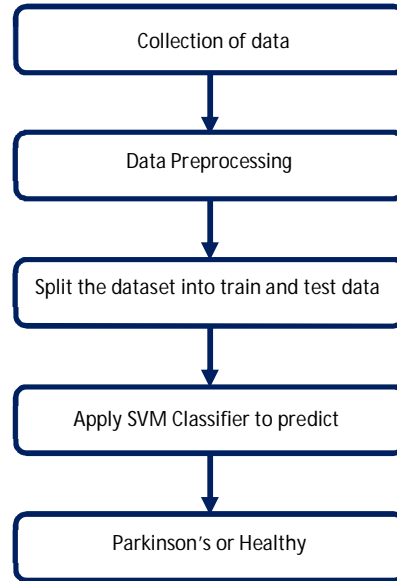 Collection of data
Data Preprocessing
Split the dataset into train and test data
Apply SVM Classifier to predict
Parkinson’s or Healthy